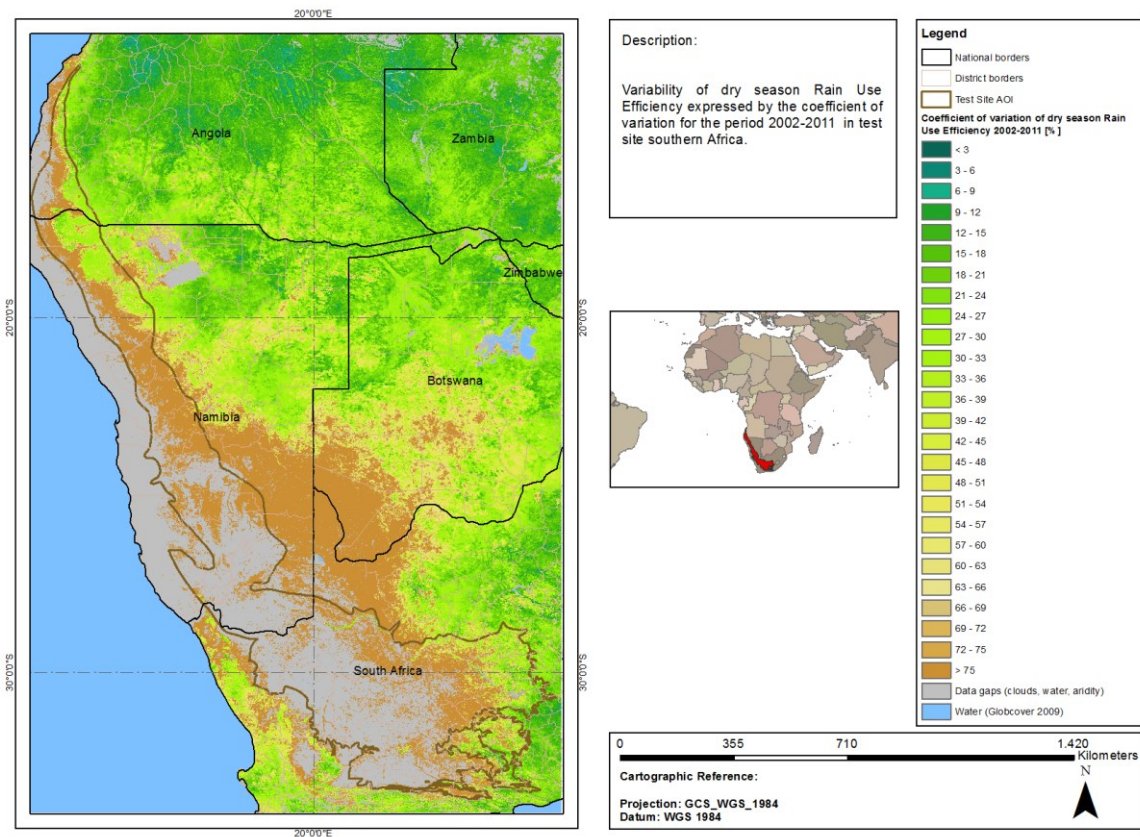 20°0'0"E
Angola
Zambia
Zimbabwe
Botswana
Namibia
South Africa
20°0'0"S
20°0'0"S
30°0'0"S
30°0'0"S
20°0'0"E
Description:
Variability of dry season Rain Use
Efficiency expressed by the coefficient of
variation for the period 2002-2011 in test
site southern Africa.
0 355 710 1.420
Kilometers
N
Cartographic Reference:
Projection: GCS_WGS_1984
Datum: WGS 1984
Legend
National borders
District borders
Test Site AOI
Coefficient of variation of dry season Rain
Use Efficiency 2002-2011 [% ]
< 3
3 - 6
6 - 9
9 - 12
12 - 15
15 - 18
18 - 21
21 - 24
24 - 27
27 - 30
30 - 33
33 - 36
36 - 39
39 - 42
42 - 45
45 - 48
48 - 51
51 - 54
54 - 57
57 - 60
60 - 63
63 - 66
66 - 69
69 - 72
72 - 75
> 75
Data gaps (clouds, water, aridity)
Water (Globcover 2009)